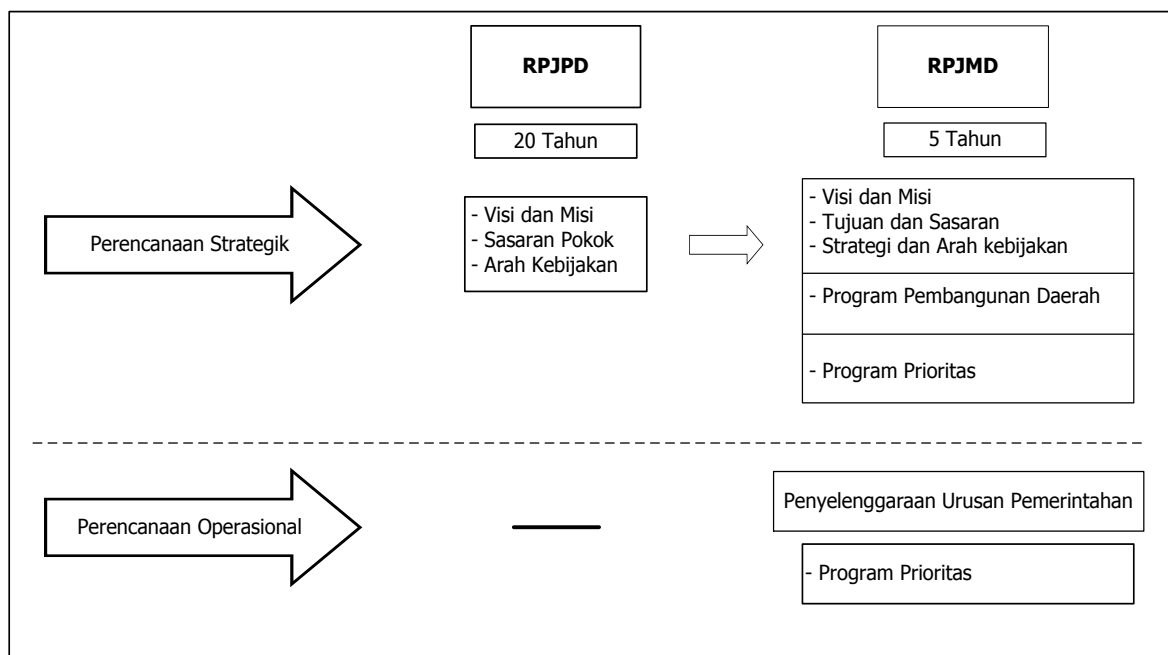 RPJPD
RPJMD
20 Tahun
5 Tahun
Perencanaan Strategik
- Visi dan Misi
- Sasaran Pokok
- Arah Kebijakan
- Visi dan Misi
- Tujuan dan Sasaran
- Strategi dan Arah kebijakan
- Program Pembangunan Daerah
- Program Prioritas
Perencanaan Operasional
Penyelenggaraan Urusan Pemerintahan
- Program Prioritas